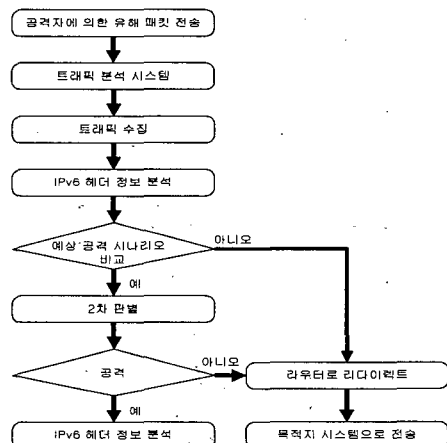 공격자에 의한 유해 패킷 전송
트래픽 분석 시스템
트래픽 수집
IPv6 헤더 정보 분석
예상 공격 시나리오
비교
아니오
예
2차 판별
아니오
공격
라우터로 리다이렉트
예
IPv6 헤더 정보 분석
목적지 시스템으로 전송